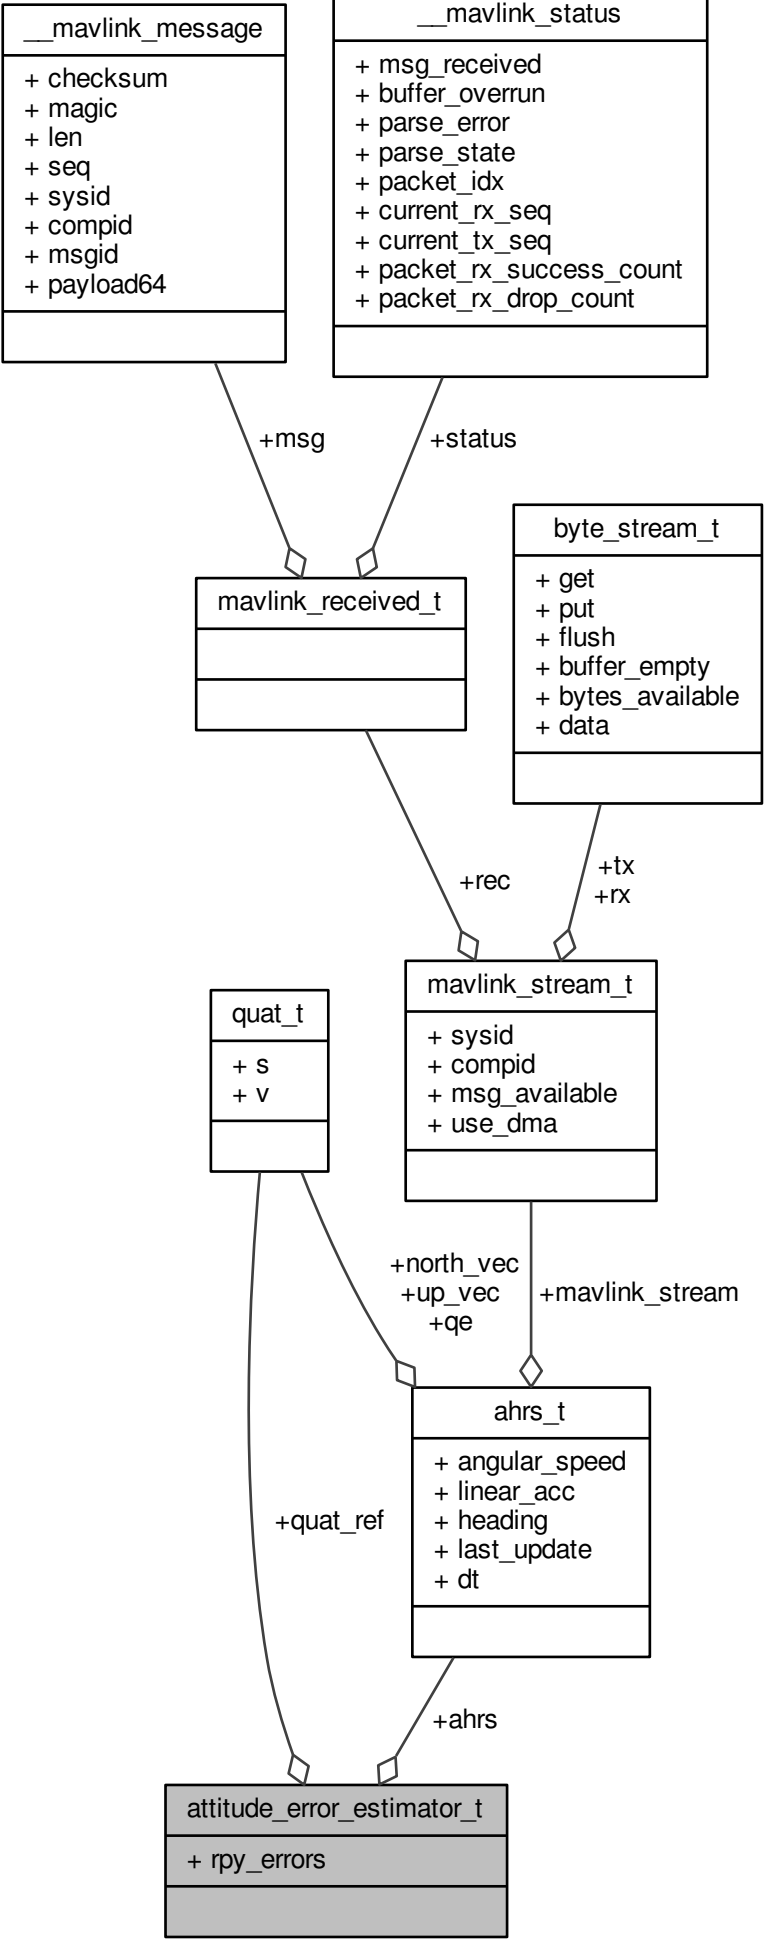 __mavlink_message
+ checksum
+ magic
+ len
+ seq
+ sysid
+ compid
+ msgid
+ payload64
__mavlink_status
+ msg_received
+ buffer_overrun
+ parse_error
+ parse_state
+ packet_idx
+ current_rx_seq
+ current_tx_seq
+ packet_rx_success_count
+ packet_rx_drop_count
+msg
+status
byte_stream_t
+ get
+ put
+ flush
+ buffer_empty
+ bytes_available
+ data
mavlink_received_t
+rec
+tx
+rx
mavlink_stream_t
+ sysid
+ compid
+ msg_available
+ use_dma
quat_t
+ s
+ v
+north_vec
+up_vec
+qe
+mavlink_stream
ahrs_t
+ angular_speed
+ linear_acc
+ heading
+ last_update
+ dt
+quat_ref
+ahrs
attitude_error_estimator_t
+ rpy_errors